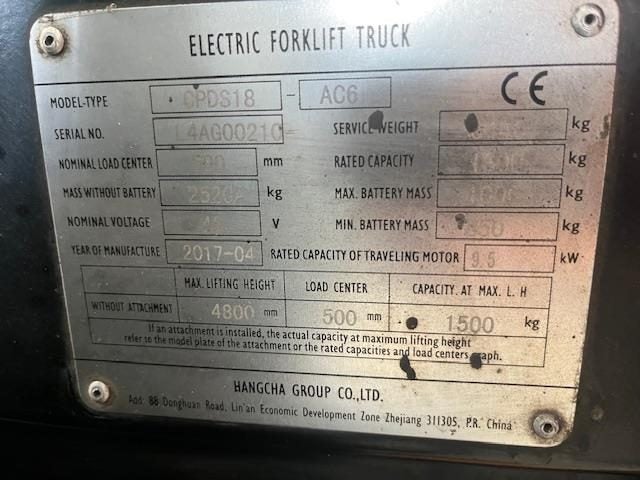 ELECTRIC FORKLIFT TRUCK
MODEL-TYPE CPDS18 - AC6 CE
SERIAL NO. SERVICE WEIGHT kg
NOMINAL LOAD CENTER mm RATED CAPACITY kg
MASS WITHOUT BATTERY kg MAX. BATTERY MASS kg
NOMINAL VOLTAGE V MIN. BATTERY MASS kg
YEAR OF MANUFACTURE 2017-04 RATED CAPACITY OF TRAVELING MOTOR 9.5 kW
MAX. LIFTING HEIGHT LOAD CENTER CAPACITY. AT MAX. L. H
WITHOUT ATTACHMENT 4800 mm 500 mm 1500 kg
If an attachment is installed, the actual capacity at maximum lifting height
refer to the model plate of the attachment or the rated capacities and load centers graph.
HANGCHA GROUP CO.,LTD.
Add: 88 Donghuan Road, Lin'an Economic Development Zone Zhejiang 311305, P.R. China